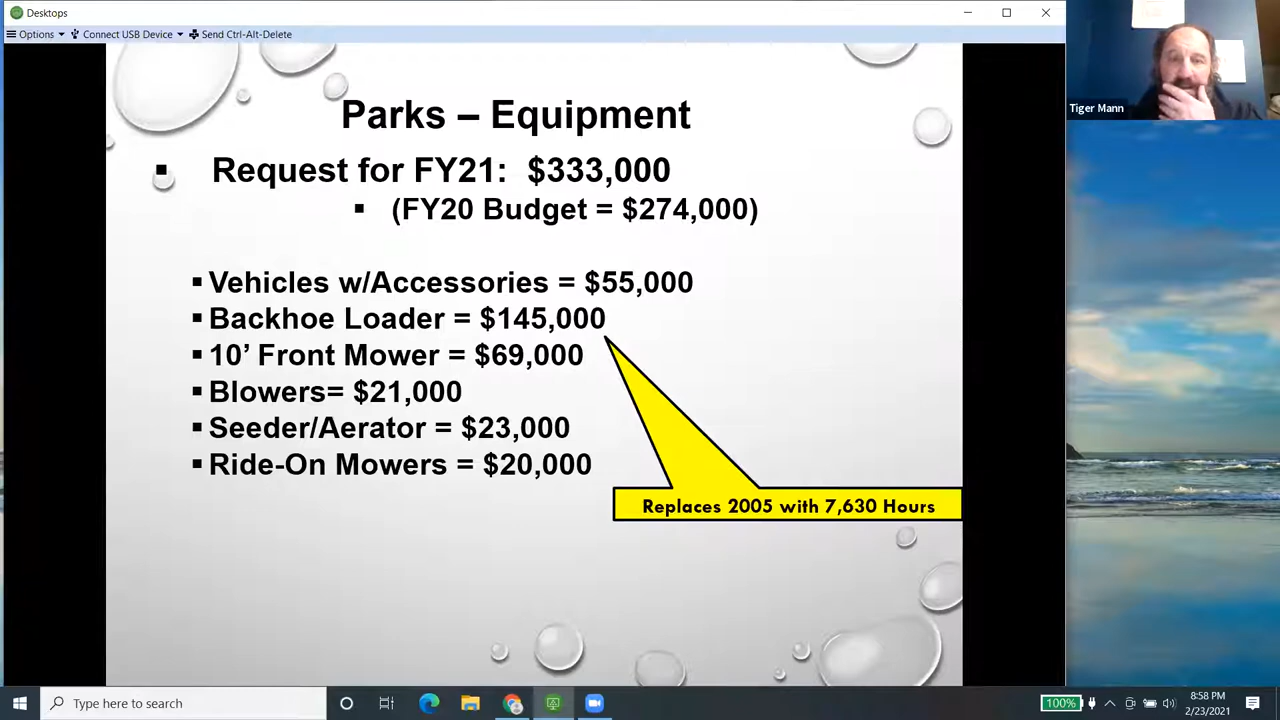 Desktops
Options
Connect USB Device
Send Ctrl-Alt-Delete
Tiger Mann
Parks – Equipment
Request for FY21: $333,000
(FY20 Budget = $274,000)
Vehicles w/Accessories = $55,000
Backhoe Loader = $145,000
10’ Front Mower = $69,000
Blowers= $21,000
Seeder/Aerator = $23,000
Ride-On Mowers = $20,000
Replaces 2005 with 7,630 Hours
Type here to search
100%
8:58 PM
2/23/2021